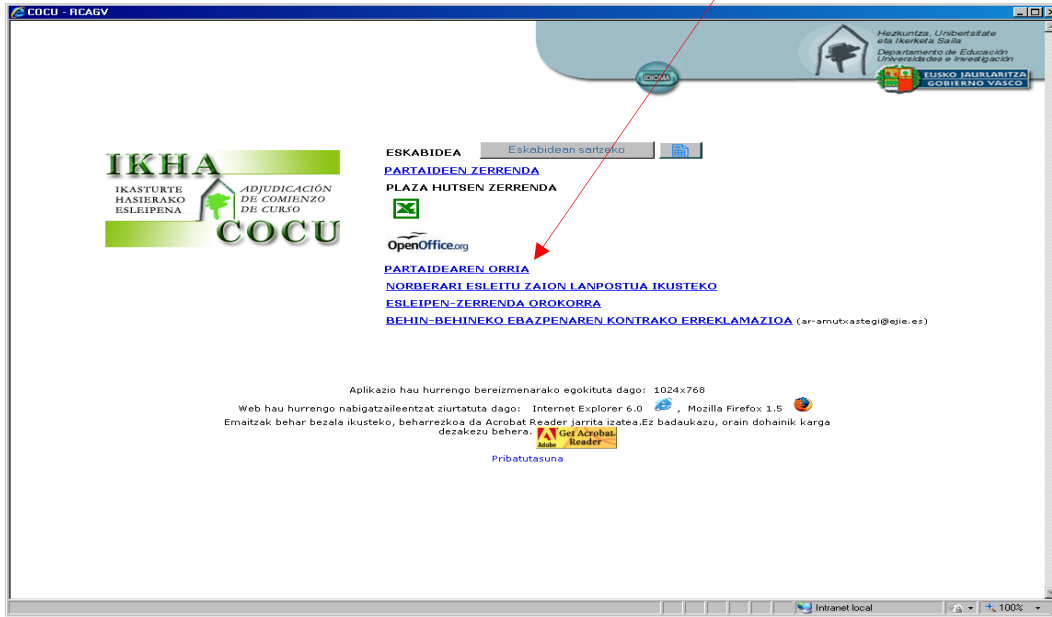 COCU - RCAGV
Hezkuntza, Unibertsitate
eta Ikerketa Saila
Departamento de Educación
Universidades e Investigación
EUSKO JAURLARITZA
GOBIERNO VASCO
IDIOMA
ESKABIDEA Eskabidean sartzeko
PARTAIDEEN ZERRENDA
PLAZA HUTSEN ZERRENDA
IKHA
IKASTURTE
HASIERAKO
ESLEIPENA
ADJUDICACIÓN
DE COMIENZO
DE CURSO
COCU
OpenOffice.org
PARTAIDEAREN ORRIA
NORBERARI ESLEITU ZAION LANPOSTUA IKUSTEKO
ESLEIPEN-ZERRENDA OROKORRA
BEHIN-BEHINEKO EBAZPENAREN KONTRAKO ERREKLAMAZIOA (ar-amutxastegi@ejie.es)
Aplikazio hau hurrengo bereizmenarako egokituta dago: 1024x768
Web hau hurrengo nabigatzaileentzat ziurtatuta dago: Internet Explorer 6.0 , Mozilla Firefox 1.5
Emaitzak behar bezala ikusteko, beharrezkoa da Acrobat Reader jarrita izatea.Ez badaukazu, orain dohainik karga
dezakezu behera. Get Acrobat Reader Adobe
Pribatutasuna
Intranet local 100%